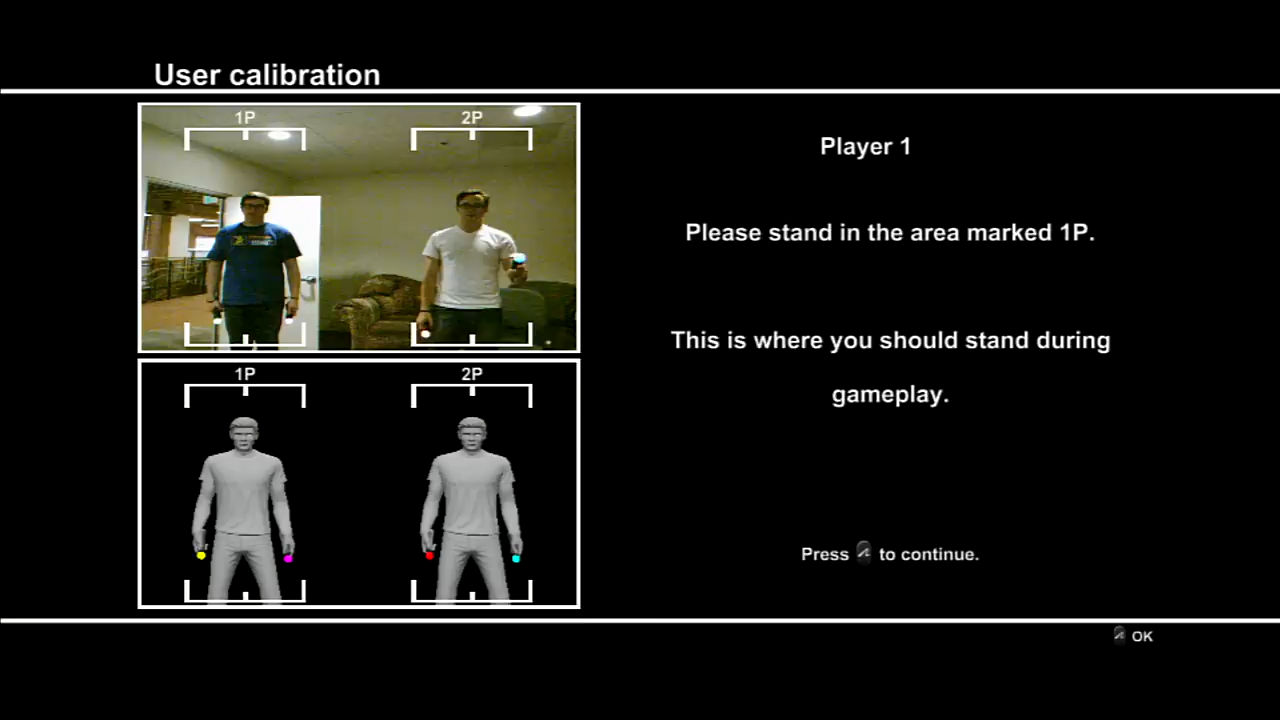 User calibration
1P
2P
Player 1
Please stand in the area marked 1P.
This is where you should stand during
gameplay.
1P
2P
Press to continue.
OK